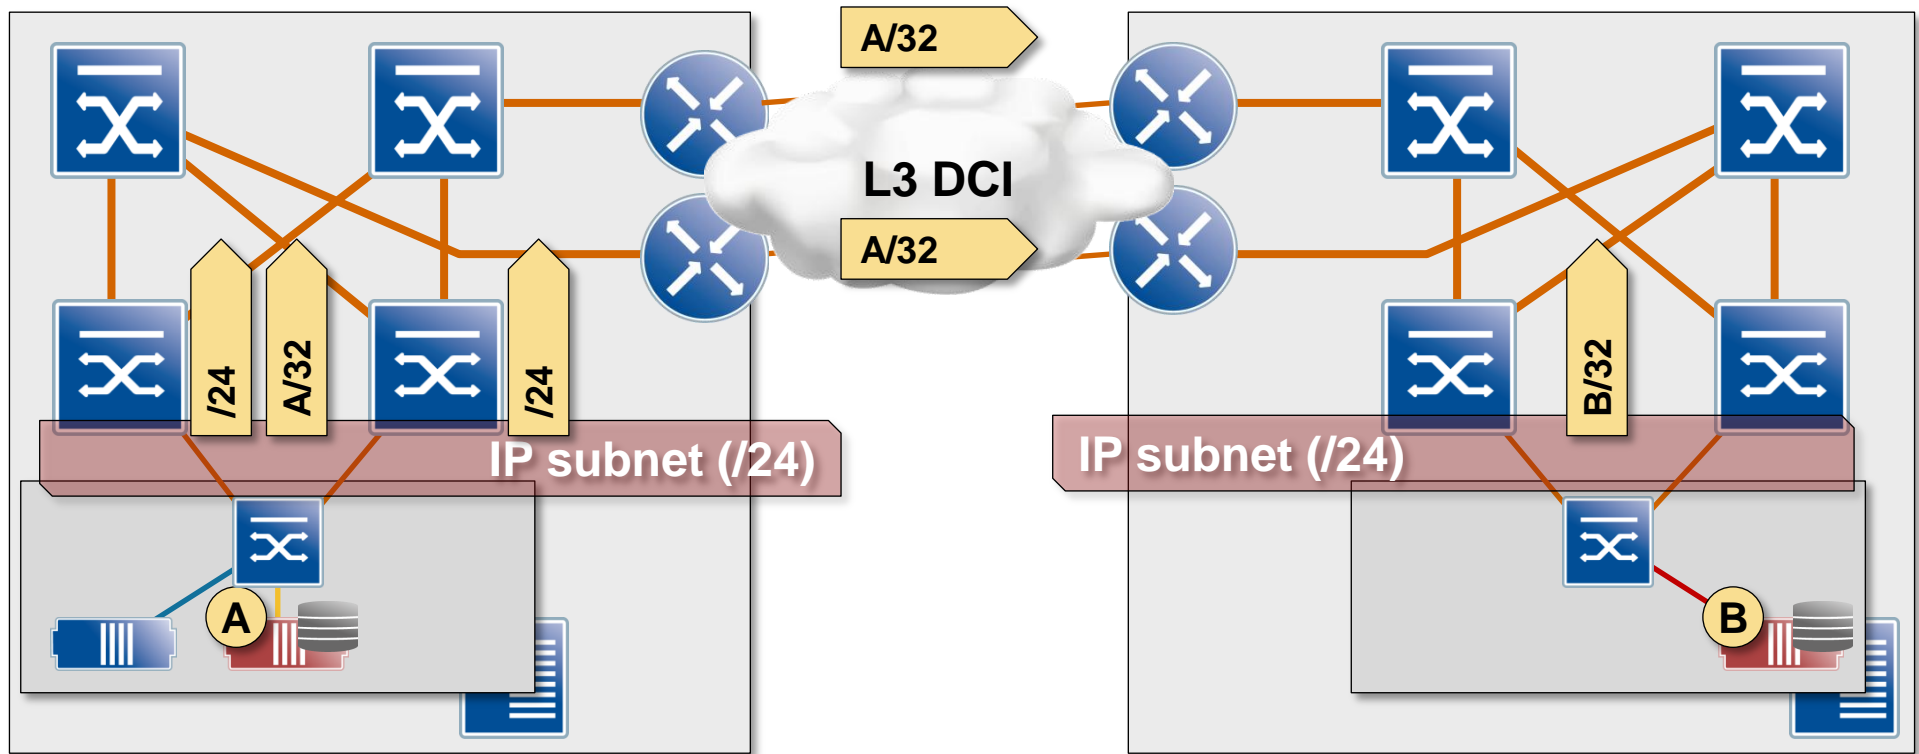 A/32
L3 DCI
A/32
/24
A/32
/24
B/32
IP subnet (/24)
IP subnet (/24)
A
B